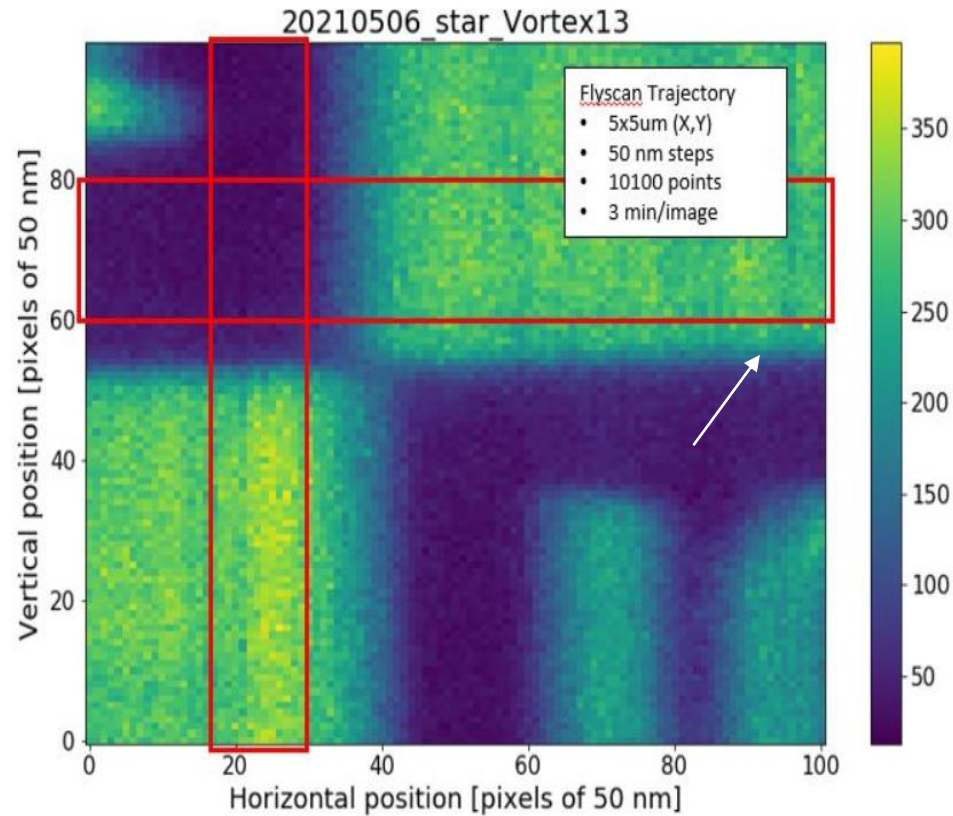 20210506_star_Vortex13
Flyscan Trajectory
• 5x5um (X,Y)
• 50 nm steps
• 10100 points
• 3 min/image
Vertical position [pixels of 50 nm]
80
60
40
20
0
0 20 40 60 80 100
Horizontal position [pixels of 50 nm]
350
300
250
200
150
100
50